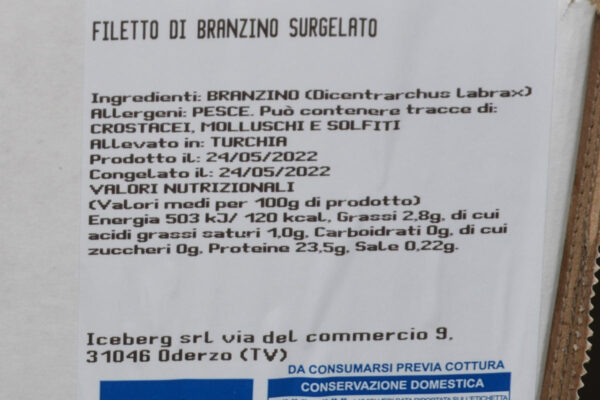 FILETTO DI BRANZINO SURGELATO
Ingredienti: BRANZINO (Dicentrarchus labrax)
Allergeni: PESCE. Può contenere tracce di:
CROSTACEI, MOLLUSCHI E SOLFITI
Allevato in: TURCHIA
Prodotto il: 24/05/2022
Congelato il: 24/05/2022
VALORI NUTRIZIONALI
(Valori medi per 100g di prodotto)
Energia 503 kJ/ 120 kcal, Grassi 2,8g, di cui
acidi grassi saturi 1,0g, Carboidrati 0g, di cui
zuccheri 0g, Proteine 23,5g, Sale 0,22g.
Iceberg srl via del commercio 9,
31046 Oderzo (TV)
DA CONSUMARSI PREVIA COTTURA
CONSERVAZIONE DOMESTICA
DATA RIPORTATA SULL'ETICHETTA